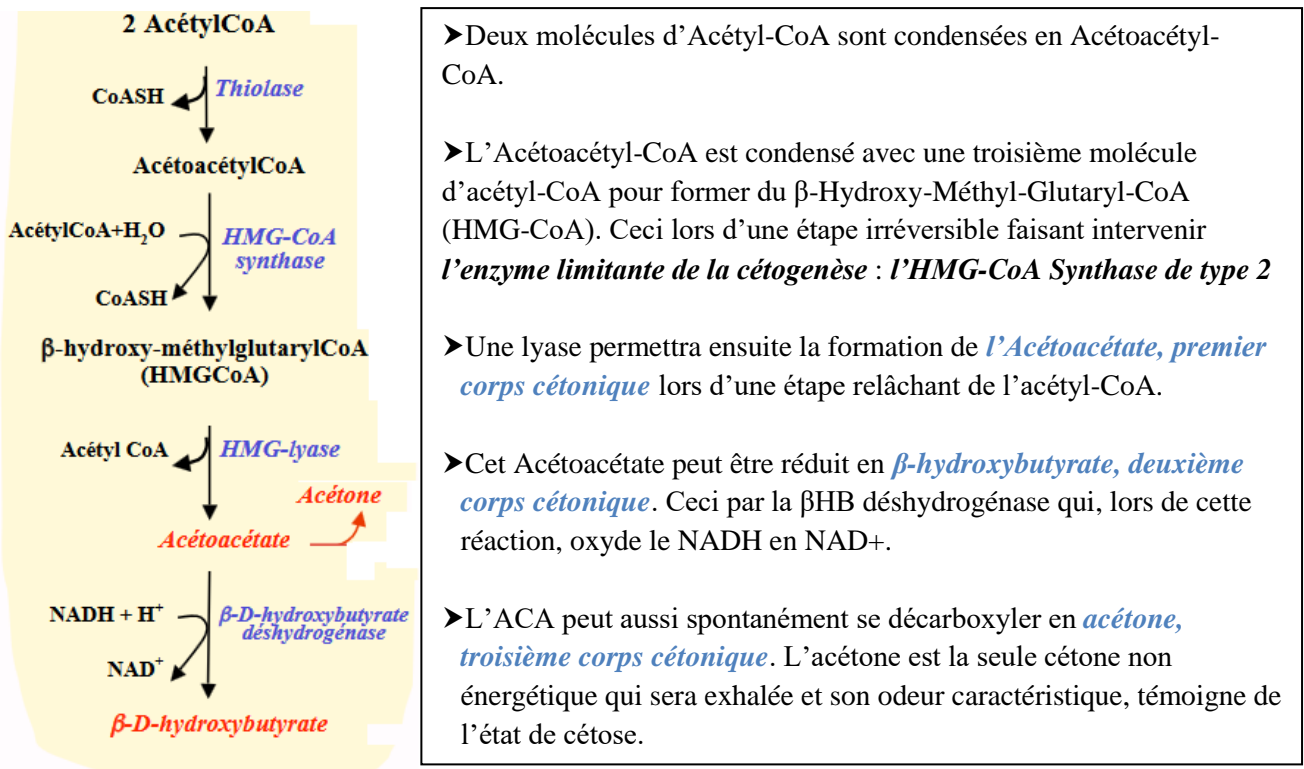 2 AcétylCoA
CoASH
Thiolase
AcétoacétylCoA
AcétylCoA+H₂O
HMG-CoA
synthase
CoASH
β-hydroxy-méthylglutarylCoA
(HMGCoA)
Acétyl CoA
HMG-lyase
Acétone
Acétoacétate
NADH + H⁺
β-D-hydroxybutyrate
déshydrogénase
NAD⁺
β-D-hydroxybutyrate
➤Deux molécules d’Acétyl-CoA sont condensées en Acétoacétyl-
CoA.
➤L’Acétoacétyl-CoA est condensé avec une troisième molécule
d’acétyl-CoA pour former du β-Hydroxy-Méthyl-Glutaryl-CoA
(HMG-CoA). Ceci lors d’une étape irréversible faisant intervenir
l’enzyme limitante de la cétogenèse : l’HMG-CoA Synthase de type 2
➤Une lyase permettra ensuite la formation de l’Acétoacétate, premier
corps cétonique lors d’une étape relâchant de l’acétyl-CoA.
➤Cet Acétoacétate peut être réduit en β-hydroxybutyrate, deuxième
corps cétonique. Ceci par la βHB déshydrogénase qui, lors de cette
réaction, oxyde le NADH en NAD+.
➤L’ACA peut aussi spontanément se décarboxyler en acétone,
troisième corps cétonique. L’acétone est la seule cétone non
énergétique qui sera exhalée et son odeur caractéristique, témoigne de
l’état de cétose.